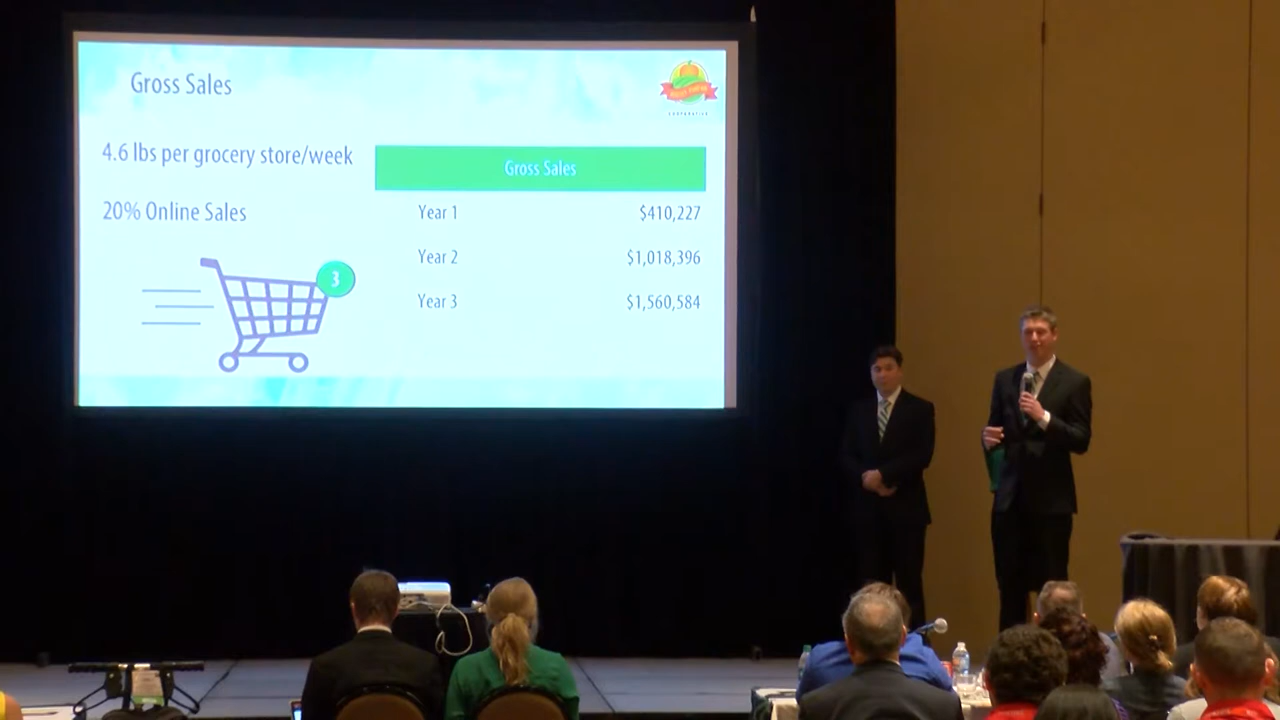 Gross Sales
4.6 lbs per grocery store/week
20% Online Sales
3
Gross Sales
Year 1 $410,227
Year 2 $1,018,396
Year 3 $1,560,584
COOPERATIVE